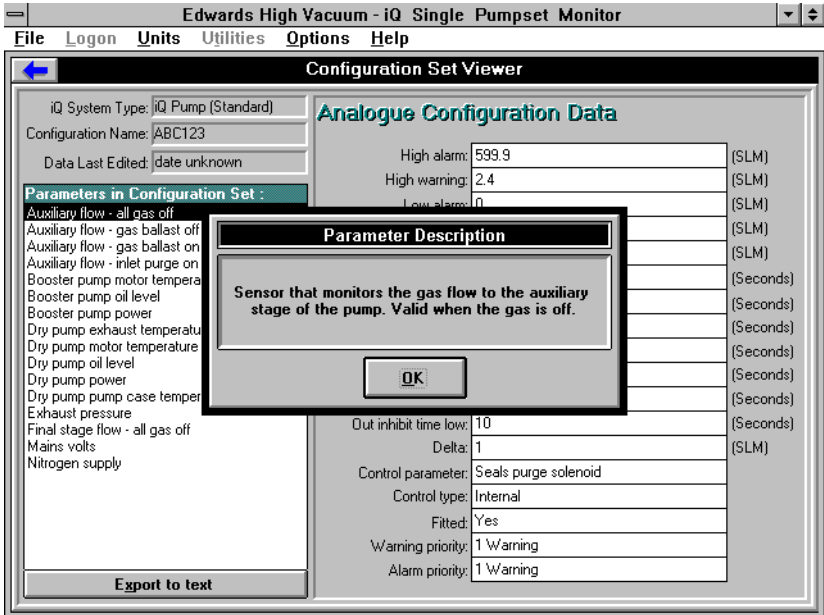 Edwards High Vacuum - iQ Single Pumpset Monitor
File Logon Units Utilities Options Help
Configuration Set Viewer
iQ System Type: iQ Pump (Standard)
Configuration Name: ABC123
Data Last Edited: date unknown
Parameters in Configuration Set :
Auxiliary flow - all gas off
Auxiliary flow - gas ballast off
Auxiliary flow - gas ballast on
Auxiliary flow - inlet purge on
Booster pump motor tempera
Booster pump oil level
Booster pump power
Dry pump exhaust temperatu
Dry pump motor temperature
Dry pump oil level
Dry pump power
Dry pump pump case temper
Exhaust pressure
Final stage flow - all gas off
Mains volts
Nitrogen supply
Export to text
Analogue Configuration Data
High alarm: 599.9 (SLM)
High warning: 2.4 (SLM)
Low alarm: 0 (SLM)
(SLM)
(SLM)
(Seconds)
(Seconds)
(Seconds)
(Seconds)
(Seconds)
(Seconds)
Out inhibit time low: 10 (Seconds)
Delta: 1 (SLM)
Control parameter: Seals purge solenoid
Control type: Internal
Fitted: Yes
Warning priority: 1 Warning
Alarm priority: 1 Warning
Parameter Description
Sensor that monitors the gas flow to the auxiliary
stage of the pump. Valid when the gas is off.
OK